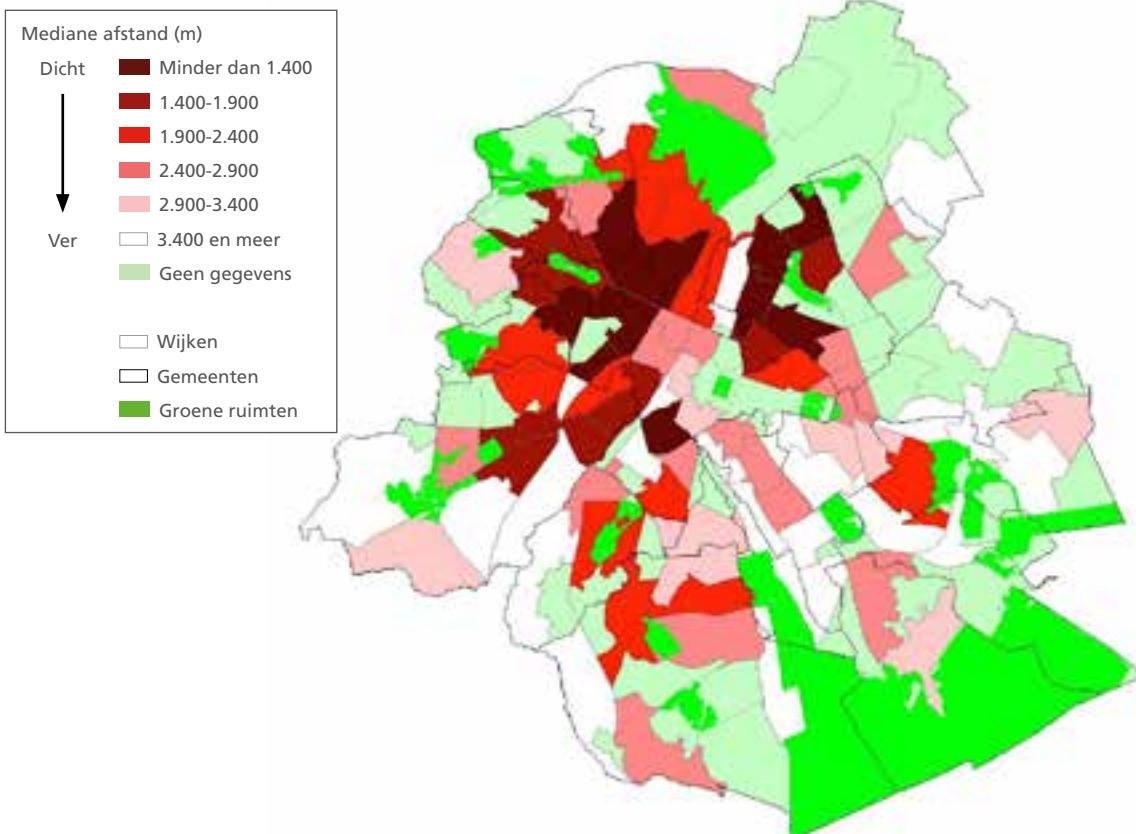 Mediane afstand (m)
Dicht
Minder dan 1.400
1.400-1.900
1.900-2.400
2.400-2.900
2.900-3.400
Ver
3.400 en meer
Geen gegevens
Wijken
Gemeenten
Groene ruimten